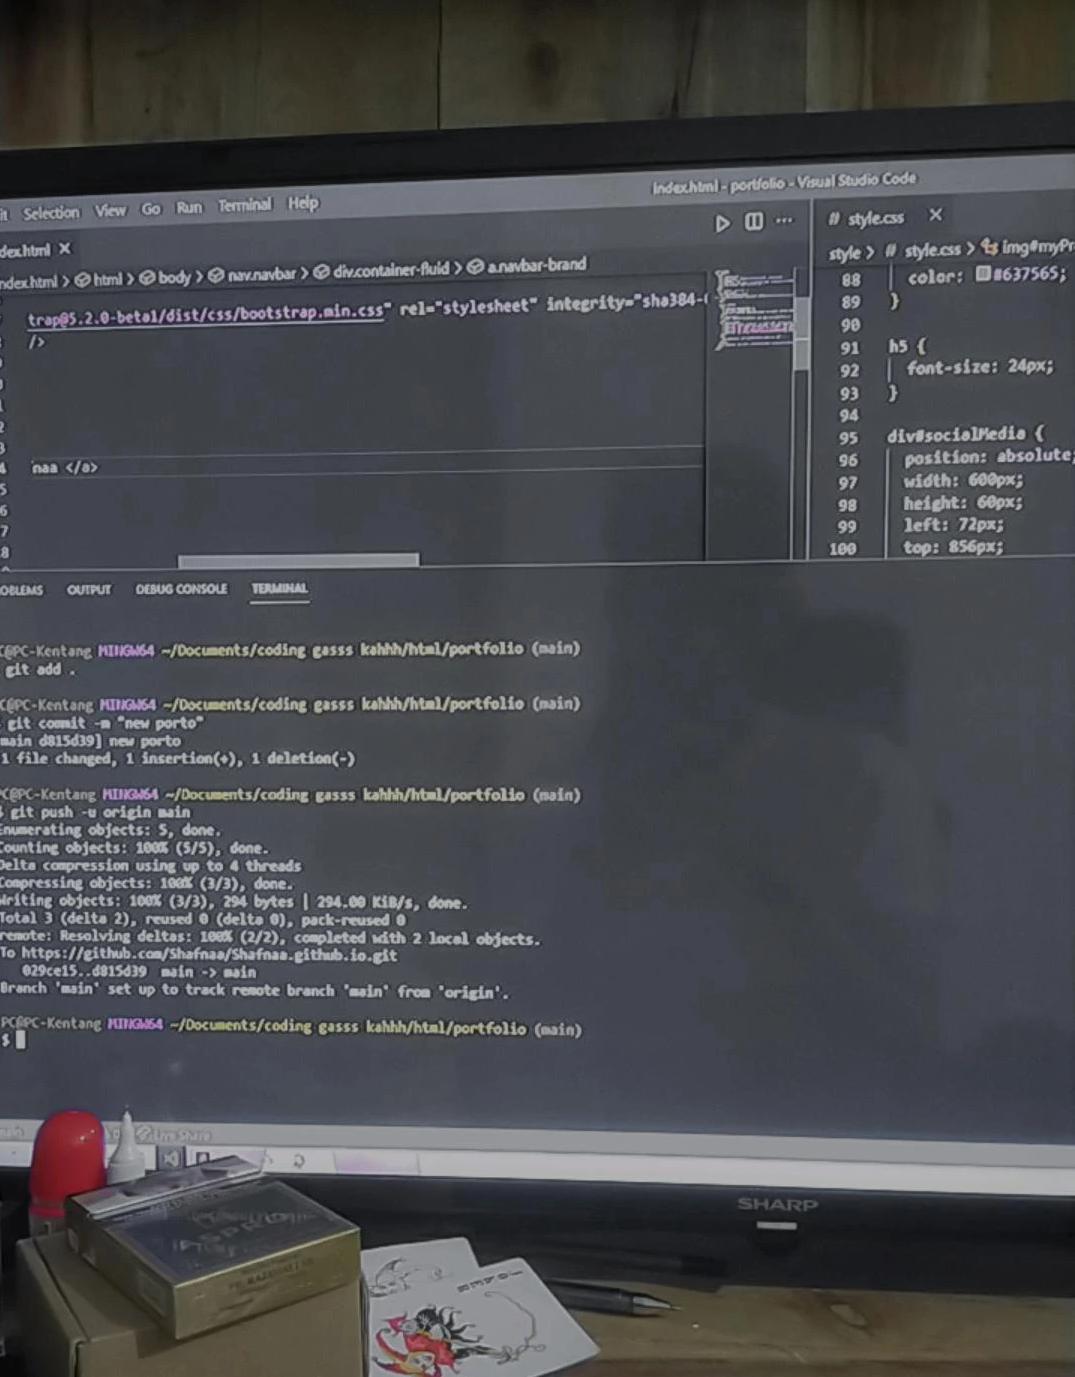 Selection View Go Run Terminal Help
index.html - portfolio - Visual Studio Code
dex.html
ndex.html > html > body > nav.navbar > div.container-fluid > a.navbar-brand
trap@5.2.0-beta1/dist/css/bootstrap.min.css" rel="stylesheet" integrity="sha384-
/>
naa </a>
# style.css
style > # style.css > img#myPr
88 color: #637565;
89 }
90
91 h5 {
92 font-size: 24px;
93 }
94
95 div#socialMedia {
96 position: absolute;
97 width: 600px;
98 height: 60px;
99 left: 72px;
100 top: 856px;
OBLEMS OUTPUT DEBUG CONSOLE TERMINAL
C@PC-Kentang MINGW64 ~/Documents/coding gasss kahhh/html/portfolio (main)
git add .
C@PC-Kentang MINGW64 ~/Documents/coding gasss kahhh/html/portfolio (main)
git commit -m "new porto"
main d815d39] new porto
1 file changed, 1 insertion(+), 1 deletion(-)
PC@PC-Kentang MINGW64 ~/Documents/coding gasss kahhh/html/portfolio (main)
$ git push -u origin main
Enumerating objects: 5, done.
Counting objects: 100% (5/5), done.
Delta compression using up to 4 threads
Compressing objects: 100% (3/3), done.
Writing objects: 100% (3/3), 294 bytes | 294.00 KiB/s, done.
Total 3 (delta 2), reused 0 (delta 0), pack-reused 0
remote: Resolving deltas: 100% (2/2), completed with 2 local objects.
To https://github.com/Shafnaa/Shafnaa.github.io.git
029ce15..d815d39 main -> main
Branch 'main' set up to track remote branch 'main' from 'origin'.
PC@PC-Kentang MINGW64 ~/Documents/coding gasss kahhh/html/portfolio (main)
$
Live Share
SHARP
JOKER